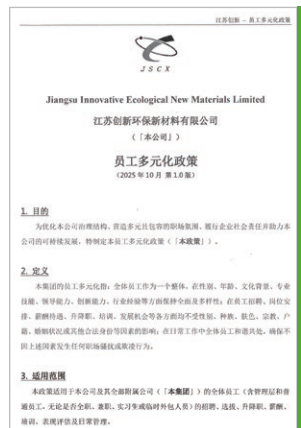 江苏创新 – 员工多元化政策
JSCX
Jiangsu Innovative Ecological New Materials Limited
江苏创新环保新材料有限公司
(「本公司」)
员工多元化政策
(2025 年 10 月 第 1.0 版)
1. 目的
为优化本公司治理结构、营造多元且包容的职场氛围、履行企业社会责任并助力本
公司的可持续发展，特制定本员工多元化政策（「本政策」）。
2. 定义
本集团的员工多元化指：全体员工作为一个整体，在性别、年龄、文化背景、专业
技能、领导能力、创新能力、行业经验等方面保持全面及多样性；在员工招聘、岗位安
排、薪酬待遇、升降职、培训、发展机会等各方面均不受性别、种族、肤色、宗教、户
籍、婚姻状况或其他合法身份等因素的影响；在日常工作中全体员工和谐共处，确保不
因上述因素发生任何职场骚扰或欺凌行为。
3. 适用范围
本政策适用于本公司及其全部附属公司（「本集团」）的全体员工（含管理层和普
通员工，无论是否全职、兼职、实习生或临时外包人员）的招聘、选拔、升降职、薪酬、
培训、表现评估及日常管理。